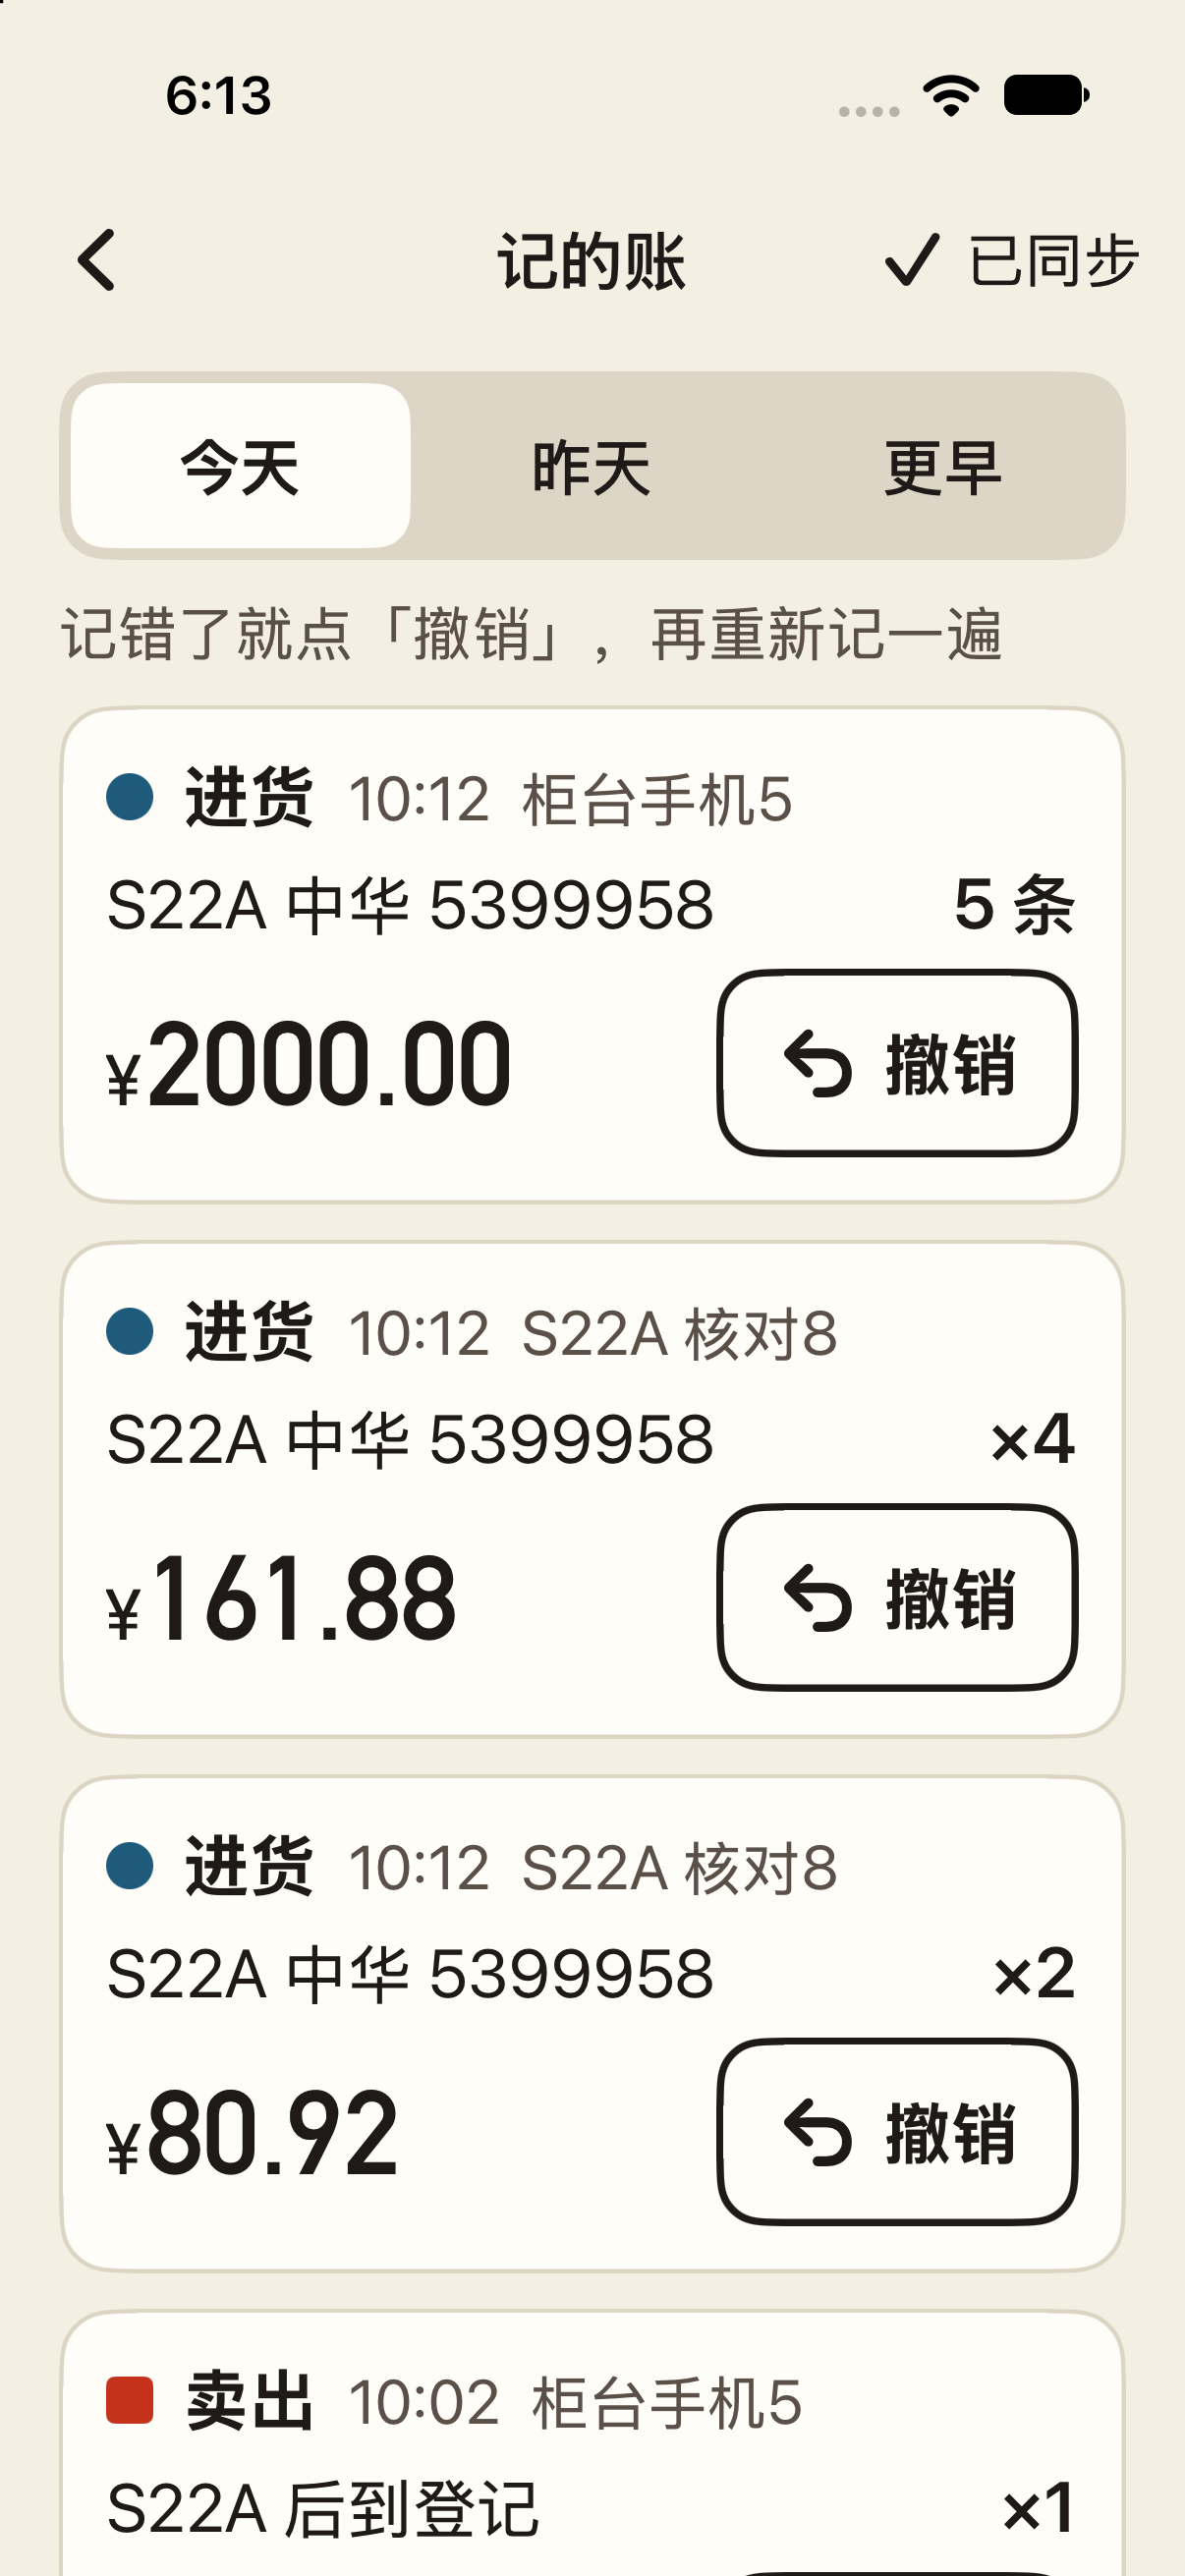 6:13
记的账
已同步
今天 昨天 更早
记错了就点「撤销」，再重新记一遍
进货 10:12 柜台手机5
S22A 中华 5399958 5 条
¥2000.00 撤销
进货 10:12 S22A 核对8
S22A 中华 5399958 ×4
¥161.88 撤销
进货 10:12 S22A 核对8
S22A 中华 5399958 ×2
¥80.92 撤销
卖出 10:02 柜台手机5
S22A 后到登记 ×1